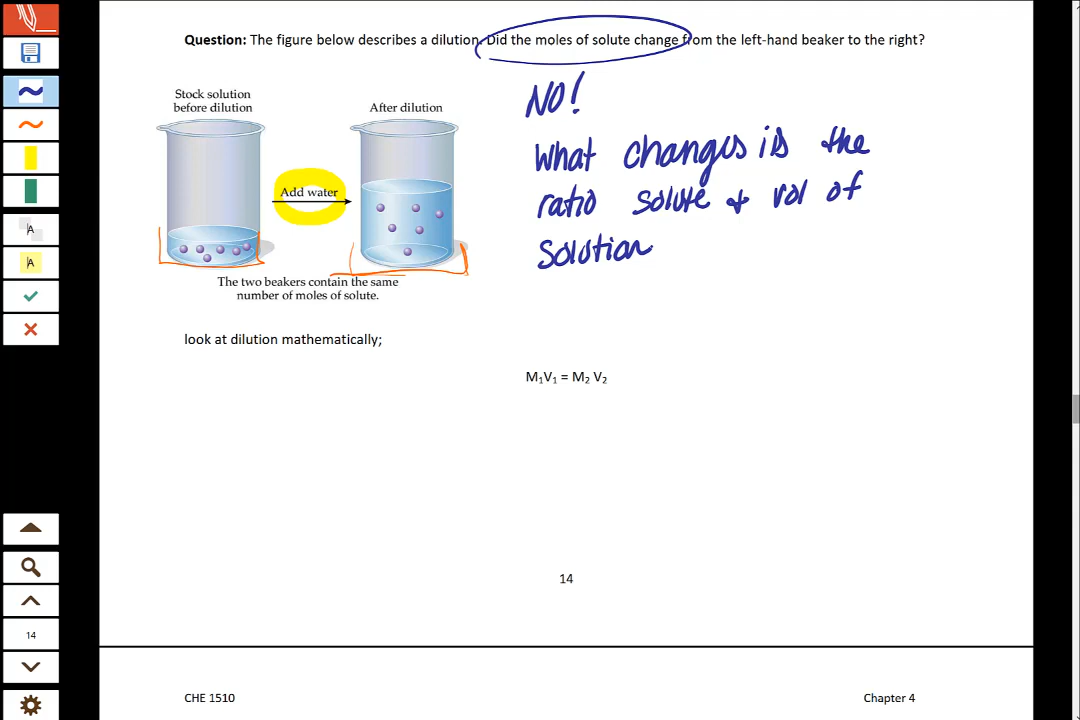 Question: The figure below describes a dilution. Did the moles of solute change from the left-hand beaker to the right?
Stock solution
before dilution
After dilution
Add water
The two beakers contain the same
number of moles of solute.
NO!
What changes is the
ratio solute & vol of
solution
look at dilution mathematically;
M₁V₁ = M₂ V₂
14
CHE 1510
Chapter 4
A
A
14